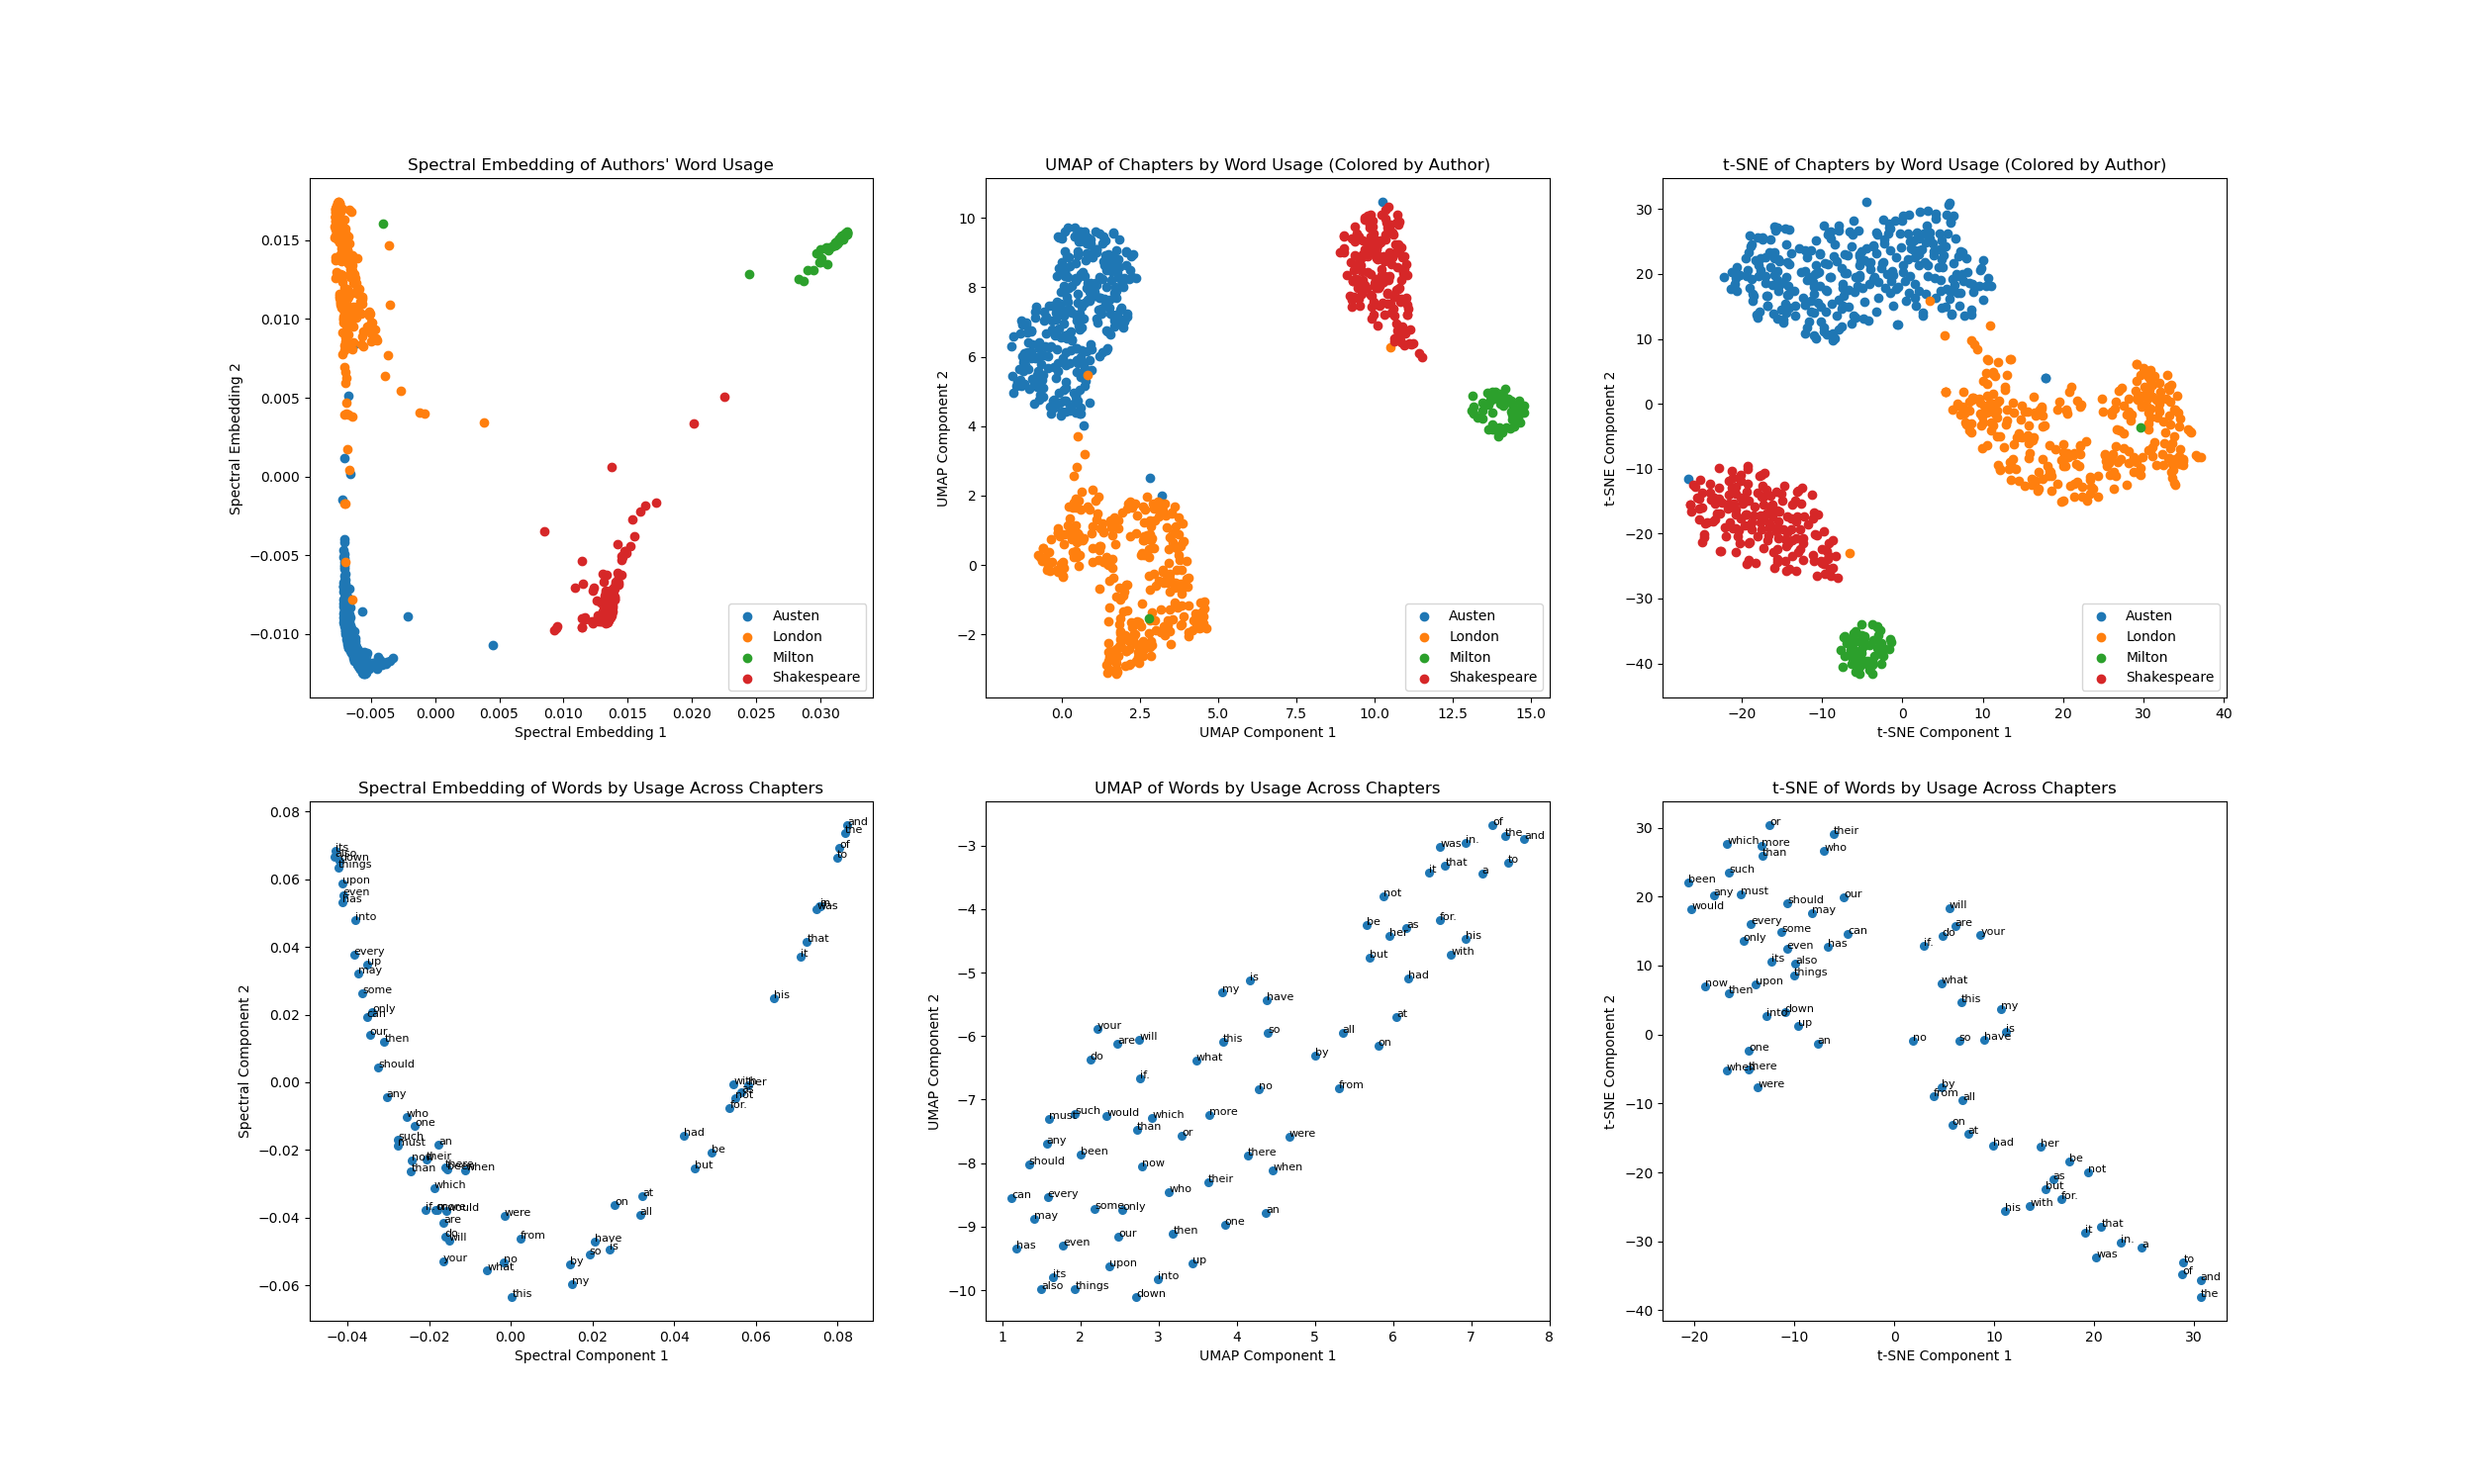 Spectral Embedding of Authors' Word Usage
UMAP of Chapters by Word Usage (Colored by Author)
t-SNE of Chapters by Word Usage (Colored by Author)
Spectral Embedding 2
0.015
0.010
0.005
0.000
−0.005
−0.010
Austen
London
Milton
Shakespeare
−0.005 0.000 0.005 0.010 0.015 0.020 0.025 0.030
Spectral Embedding 1
UMAP Component 2
10
8
6
4
2
0
−2
Austen
London
Milton
Shakespeare
0.0 2.5 5.0 7.5 10.0 12.5 15.0
UMAP Component 1
t-SNE Component 2
30
20
10
0
−10
−20
−30
−40
Austen
London
Milton
Shakespeare
−20 −10 0 10 20 30 40
t-SNE Component 1
Spectral Embedding of Words by Usage Across Chapters
Spectral Component 2
0.08
0.06
0.04
0.02
0.00
−0.02
−0.04
−0.06
and
the
of
to
its
also
down
things
upon
even
has
into
in.
was
that
it
every
up
may
some
his
only
can
our
then
should
any
with
her
as
not
for.
who
one
such
must
an
had
be
but
now
their
there
been
when
than
which
if.
or
more
would
are
do
will
your
were
from
what
no
this
at
on
all
have
so
is
by
my
−0.04 −0.02 0.00 0.02 0.04 0.06 0.08
Spectral Component 1
UMAP of Words by Usage Across Chapters
UMAP Component 2
−3
−4
−5
−6
−7
−8
−9
−10
of
the
and
was
in.
that
to
it
a
not
be
as
for.
her
his
but
with
had
is
my
have
at
your
are
will
this
so
all
do
what
by
on
if.
no
from
must
such
would
which
more
than
or
were
any
been
now
there
when
should
who
their
can
every
some
only
may
our
then
one
an
has
even
upon
its
into
up
also
things
down
1 2 3 4 5 6 7 8
UMAP Component 1
t-SNE of Words by Usage Across Chapters
t-SNE Component 2
30
20
10
0
−10
−20
−30
−40
or
their
which
more
than
who
such
been
any
must
would
should
our
may
will
every
some
only
even
has
can
are
do
your
if.
its
also
things
now
then
upon
what
this
my
into
down
up
an
is
no
so
have
one
when
there
were
by
from
all
on
at
had
her
be
not
as
but
for.
his
with
it
that
in.
a
was
to
of
and
the
−20 −10 0 10 20 30
t-SNE Component 1